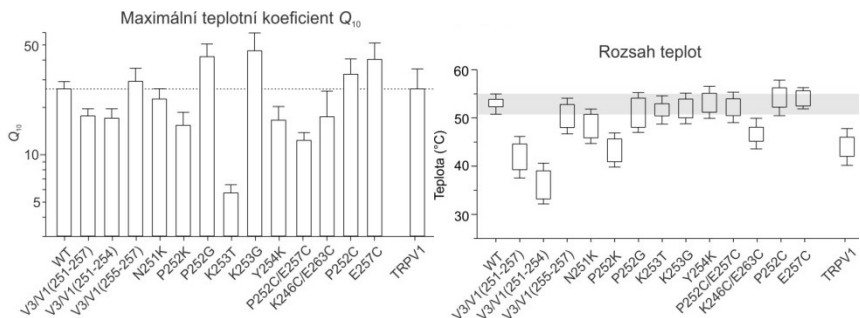 Maximální teplotní koeficient Q10
50
10
5
Q10
WT
V3/V1(251-257)
V3/V1(251-254)
V3/V1(255-257)
N251K
P252K
P252G
K253T
K253G
Y254K
P252C/E257C
K246C/E263C
P252C
E257C
TRPV1
Rozsah teplot
60
50
40
30
Teplota (°C)
WT
V3/V1(251-257)
V3/V1(251-254)
V3/V1(255-257)
N251K
P252K
P252G
K253T
K253G
Y254K
P252C/E257C
K246C/E263C
P252C
E257C
TRPV1